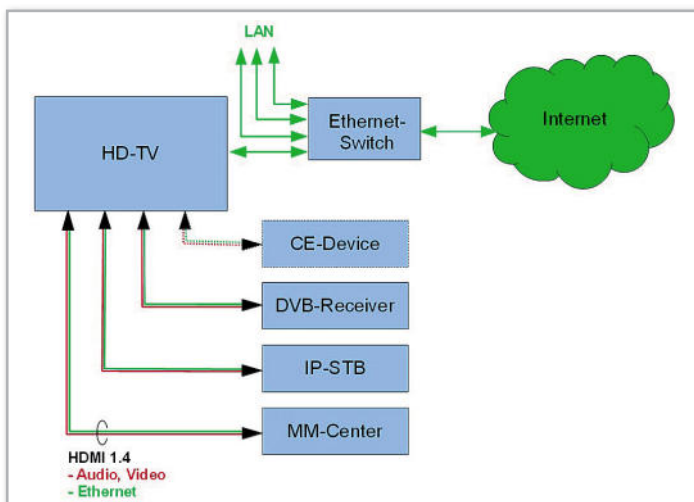 LAN
HD-TV
Ethernet-
Switch
Internet
CE-Device
DVB-Receiver
IP-STB
MM-Center
HDMI 1.4
- Audio, Video
- Ethernet